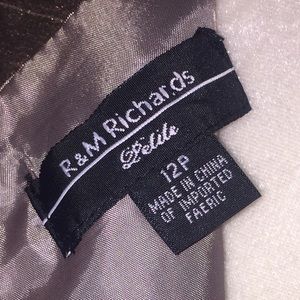 R&M Richards
Petite
12P
MADE IN CHINA
OF IMPORTED
FABRIC